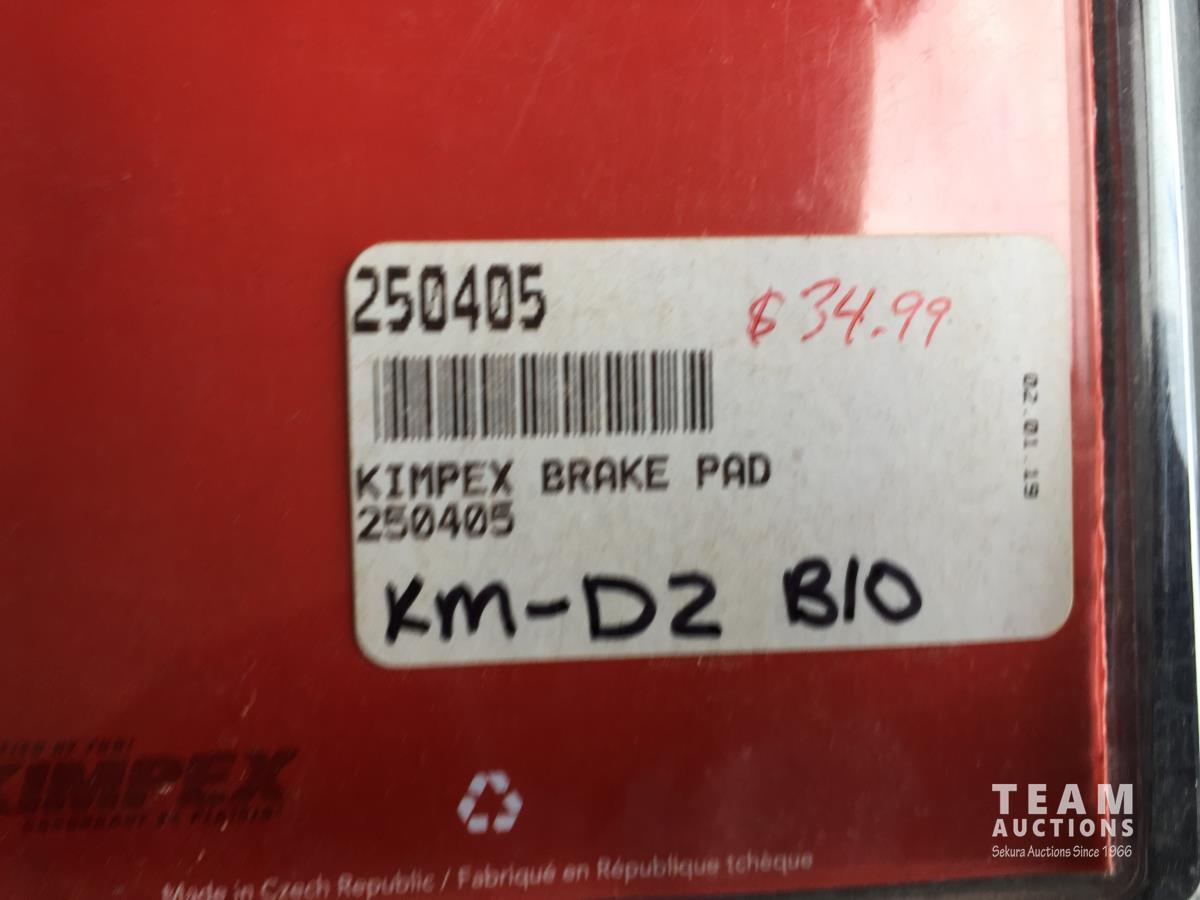 250405
$34.99
02.01.19
KIMPEX BRAKE PAD
250405
KM-D2 B10
KIMPEX
Made in Czech Republic / Fabriqué en République tchèque
TEAM
AUCTIONS
Sekura Auctions Since 1966